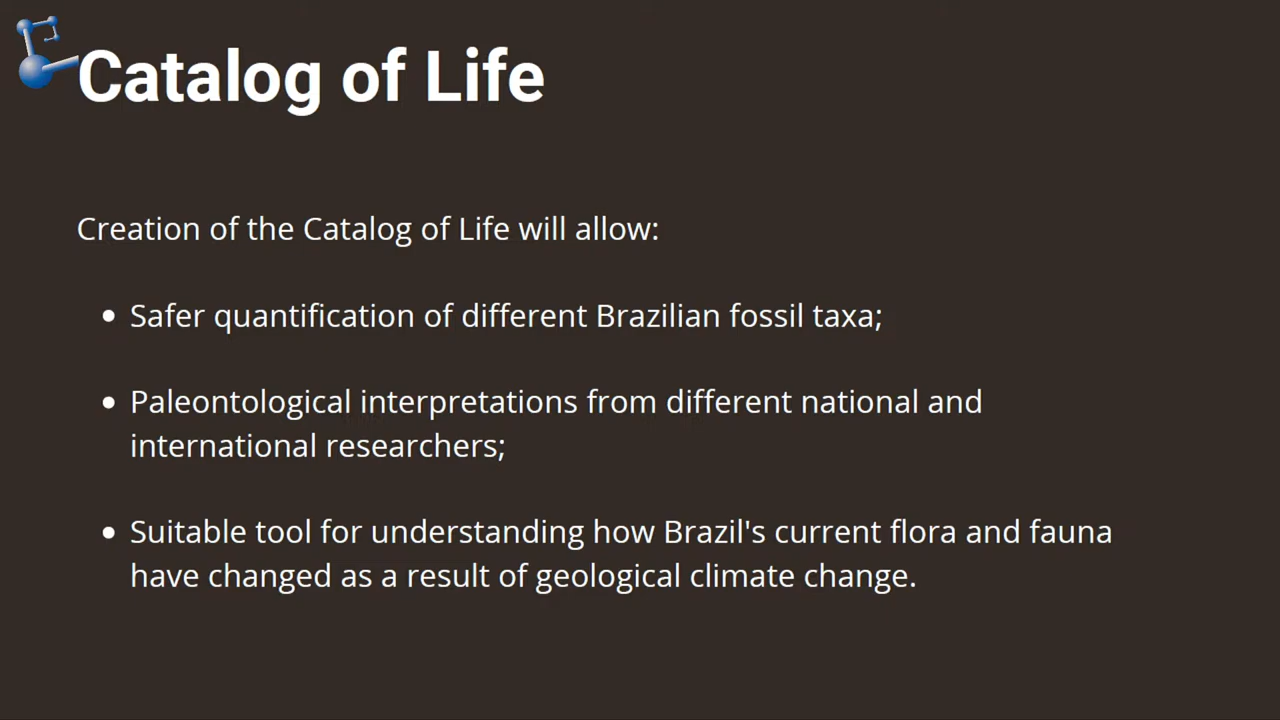 Catalog of Life
Creation of the Catalog of Life will allow:
• Safer quantification of different Brazilian fossil taxa;
• Paleontological interpretations from different national and
international researchers;
• Suitable tool for understanding how Brazil's current flora and fauna
have changed as a result of geological climate change.